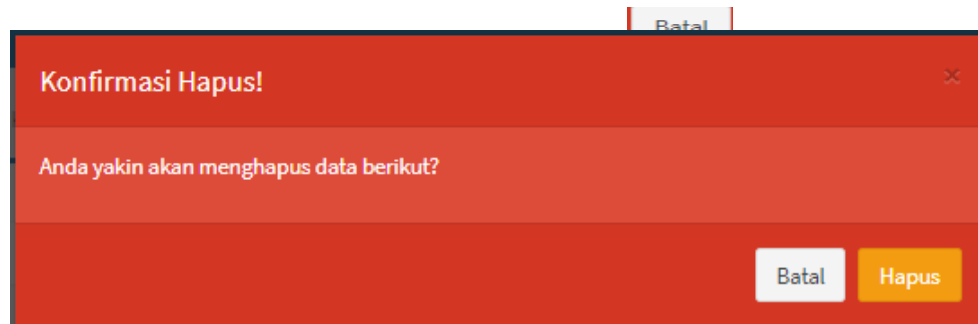 Batal
Konfirmasi Hapus!
×
Anda yakin akan menghapus data berikut?
Batal Hapus